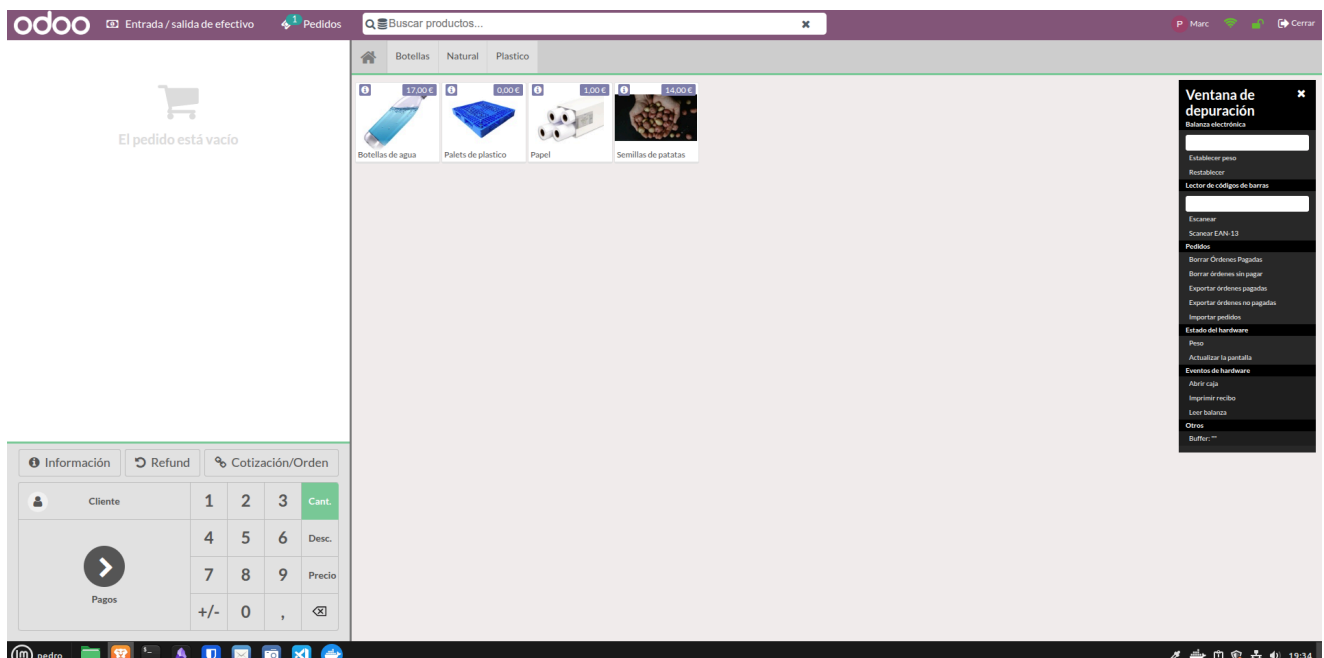 odoo Entrada / salida de efectivo 1 Pedidos Buscar productos... P Marc Cerrar
Botellas Natural Plastico
El pedido está vacío
17,00 € 0,00 € 1,00 € 14,00 €
Botellas de agua Palets de plastico Papel Semillas de patatas
Ventana de
depuración
Balanza electrónica
Establecer peso
Restablecer
Lector de códigos de barras
Escanear
Scanear EAN-13
Pedidos
Borrar Órdenes Pagadas
Borrar órdenes sin pagar
Exportar órdenes pagadas
Exportar órdenes no pagadas
Importar pedidos
Estado del hardware
Peso
Actualizar la pantalla
Eventos de hardware
Abrir caja
Imprimir recibo
Leer balanza
Otros
Buffer: ""
Información Refund Cotización/Orden
Cliente 1 2 3 Cant.
4 5 6 Desc.
7 8 9 Precio
Pagos
+/- 0 ,
lm pedro 19:34